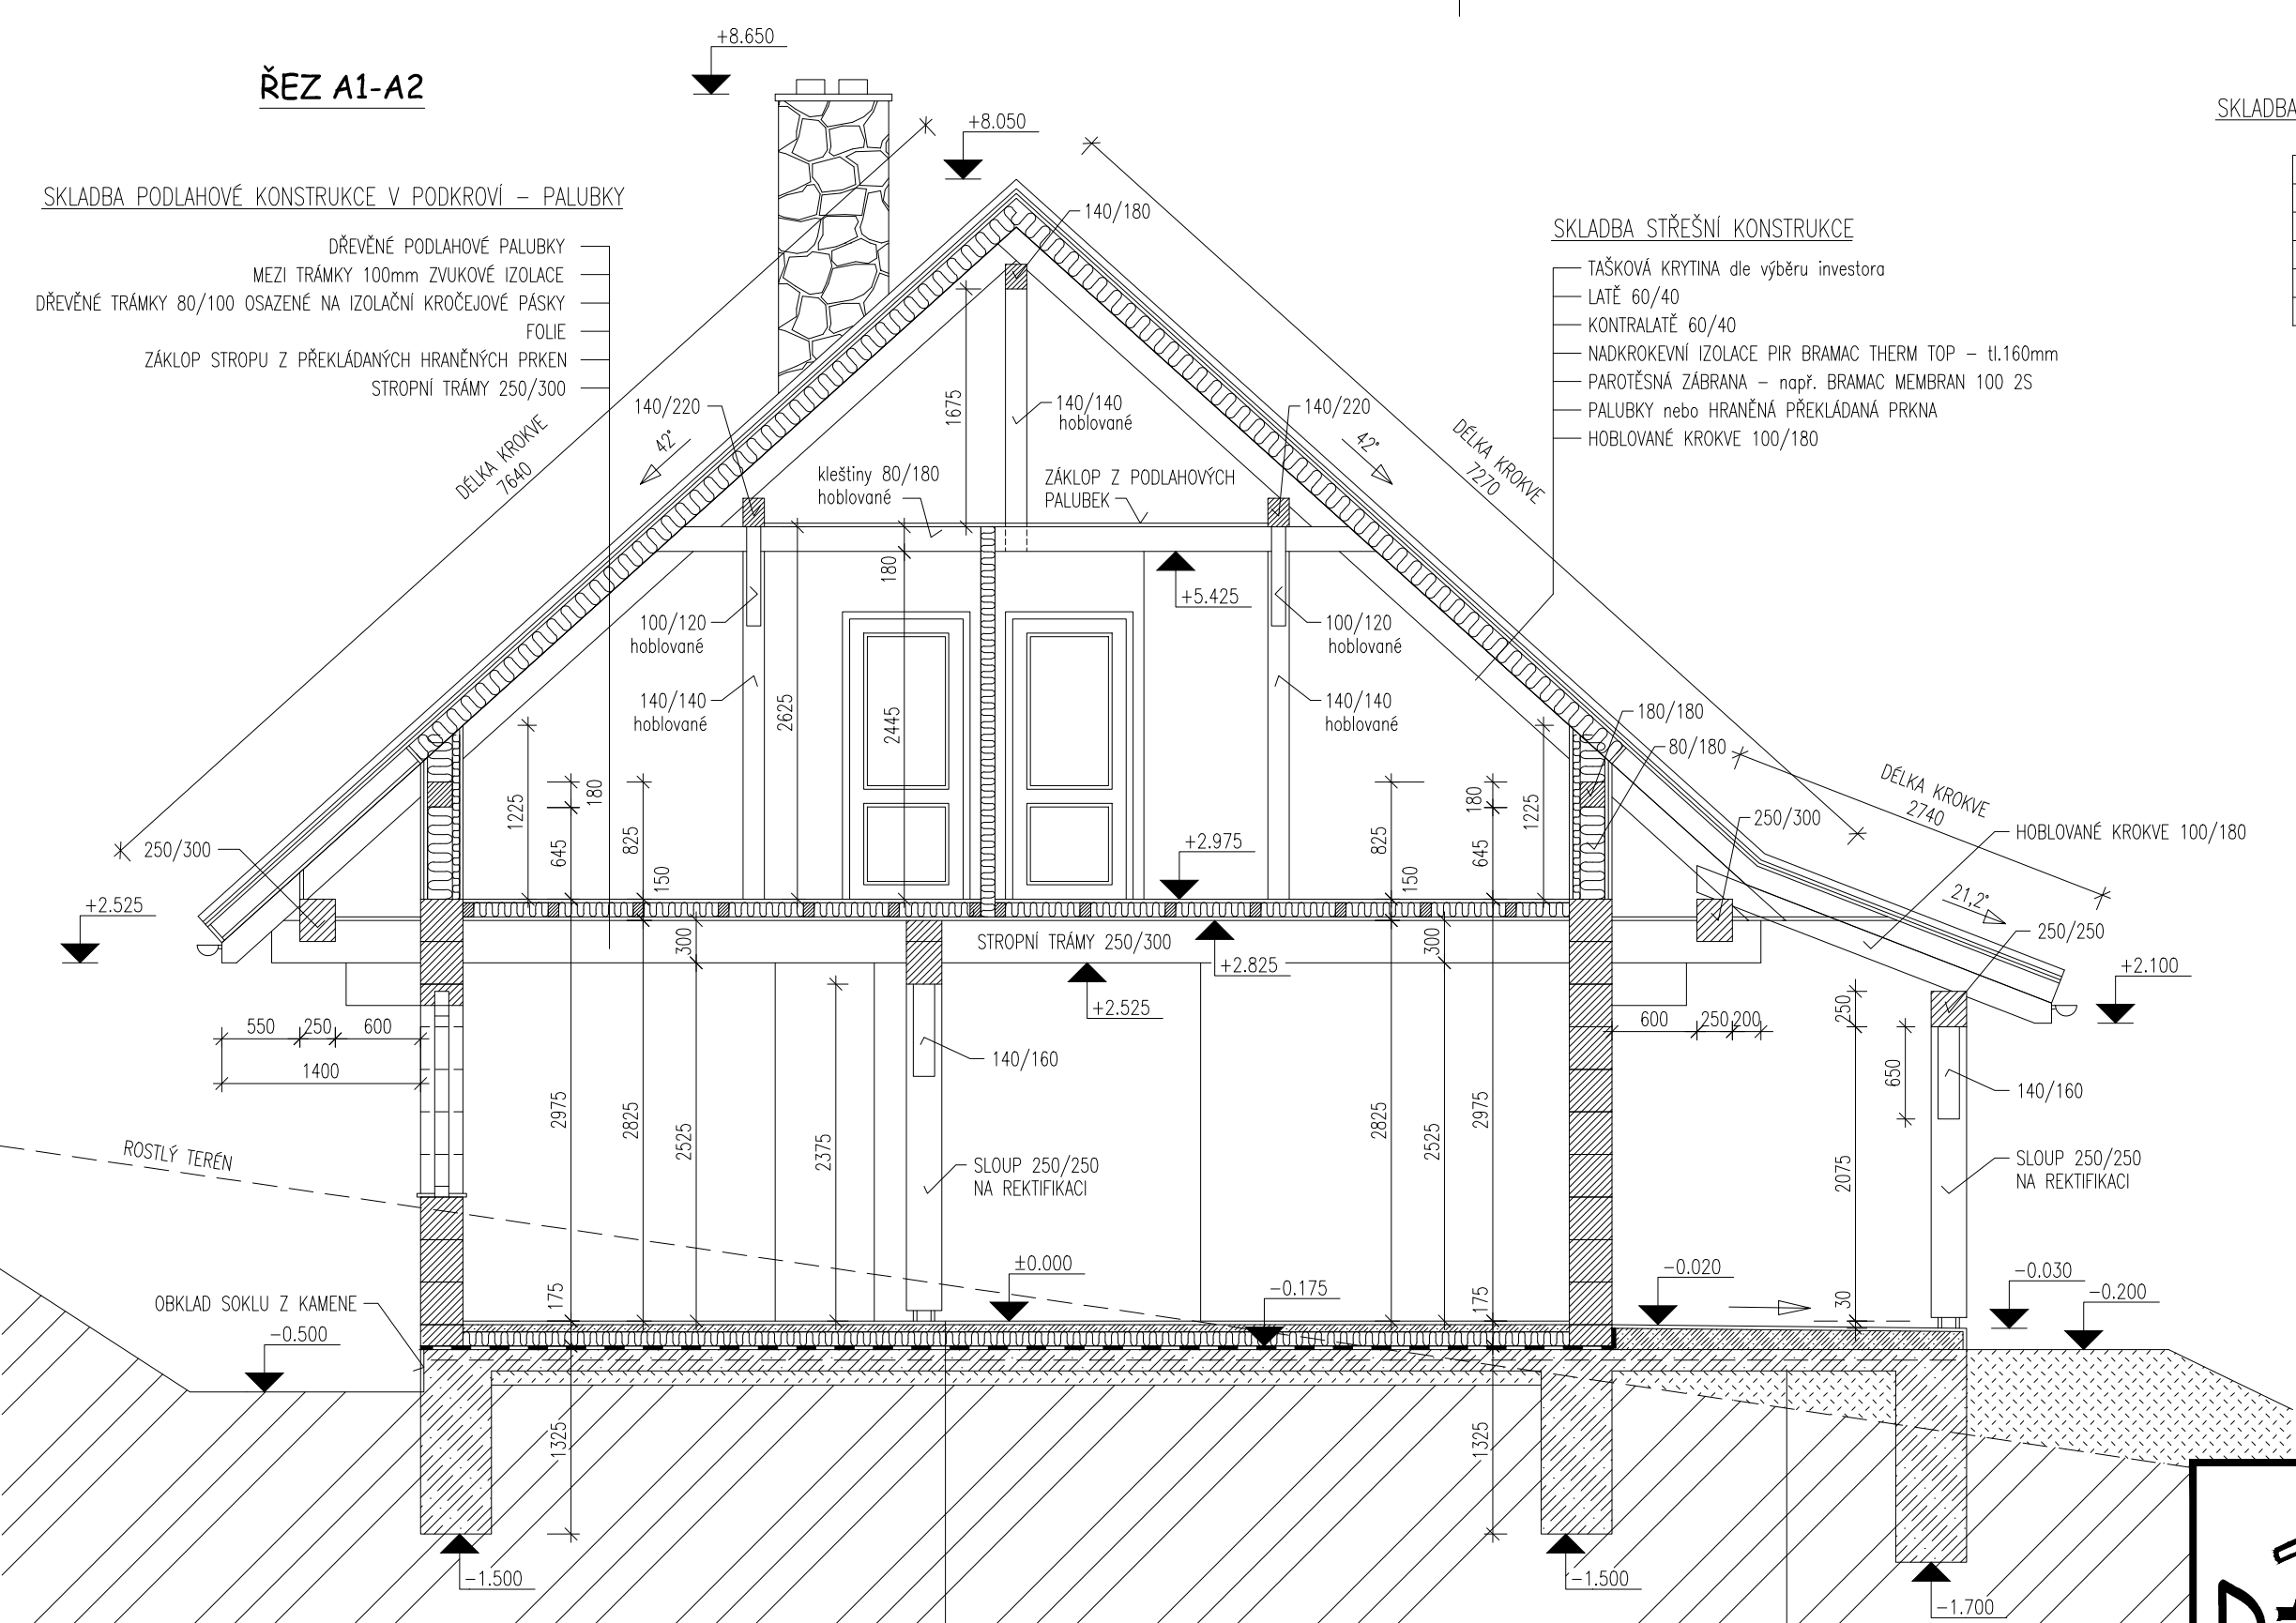 ŘEZ A1-A2
+8.650
+8.050
SKLADBA
SKLADBA PODLAHOVÉ KONSTRUKCE V PODKROVÍ - PALUBKY
DŘEVĚNÉ PODLAHOVÉ PALUBKY
MEZI TRÁMKY 100mm ZVUKOVÉ IZOLACE
DŘEVĚNÉ TRÁMKY 80/100 OSAZENÉ NA IZOLAČNÍ KROČEJOVÉ PÁSKY
FOLIE
ZÁKLOP STROPU Z PŘEKLÁDANÝCH HRANĚNÝCH PRKEN
STROPNÍ TRÁMY 250/300
SKLADBA STŘEŠNÍ KONSTRUKCE
TAŠKOVÁ KRYTINA dle výběru investora
LATĚ 60/40
KONTRALATĚ 60/40
NADKROKEVNÍ IZOLACE PIR BRAMAC THERM TOP - tl.160mm
PAROTĚSNÁ ZÁBRANA - např. BRAMAC MEMBRAN 100 2S
PALUBKY nebo HRANĚNÁ PŘEKLÁDANÁ PRKNA
HOBLOVANÉ KROKVE 100/180
140/180
DÉLKA KROKVE
7640
42°
140/220
1675
140/140
hoblované
140/220
42°
DÉLKA KROKVE
7270
kleštiny 80/180
hoblované
ZÁKLOP Z PODLAHOVÝCH
PALUBEK
180
+5.425
100/120
hoblované
100/120
hoblované
140/140
hoblované
140/140
hoblované
2625
2445
180/180
80/180
1225
645
180
825
150
825
150
180
645
1225
+2.975
250/300
DÉLKA KROKVE
2740
HOBLOVANÉ KROKVE 100/180
250/300
21,2°
250/250
+2.525
+2.100
300
STROPNÍ TRÁMY 250/300
+2.825
300
+2.525
550
250
600
1400
600
250
200
250
650
140/160
140/160
2975
2825
2525
2375
2825
2525
2975
2075
SLOUP 250/250
NA REKTIFIKACI
SLOUP 250/250
NA REKTIFIKACI
ROSTLÝ TERÉN
OBKLAD SOKLU Z KAMENE
-0.500
175
±0.000
-0.175
175
-0.020
30
-0.030
-0.200
1325
1325
-1.500
-1.500
-1.700